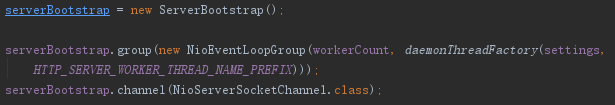 serverBootstrap = new ServerBootstrap();
serverBootstrap.group(new NioEventLoopGroup(workerCount, daemonThreadFactory(settings,
HTTP_SERVER_WORKER_THREAD_NAME_PREFIX)));
serverBootstrap.channel(NioServerSocketChannel.class);